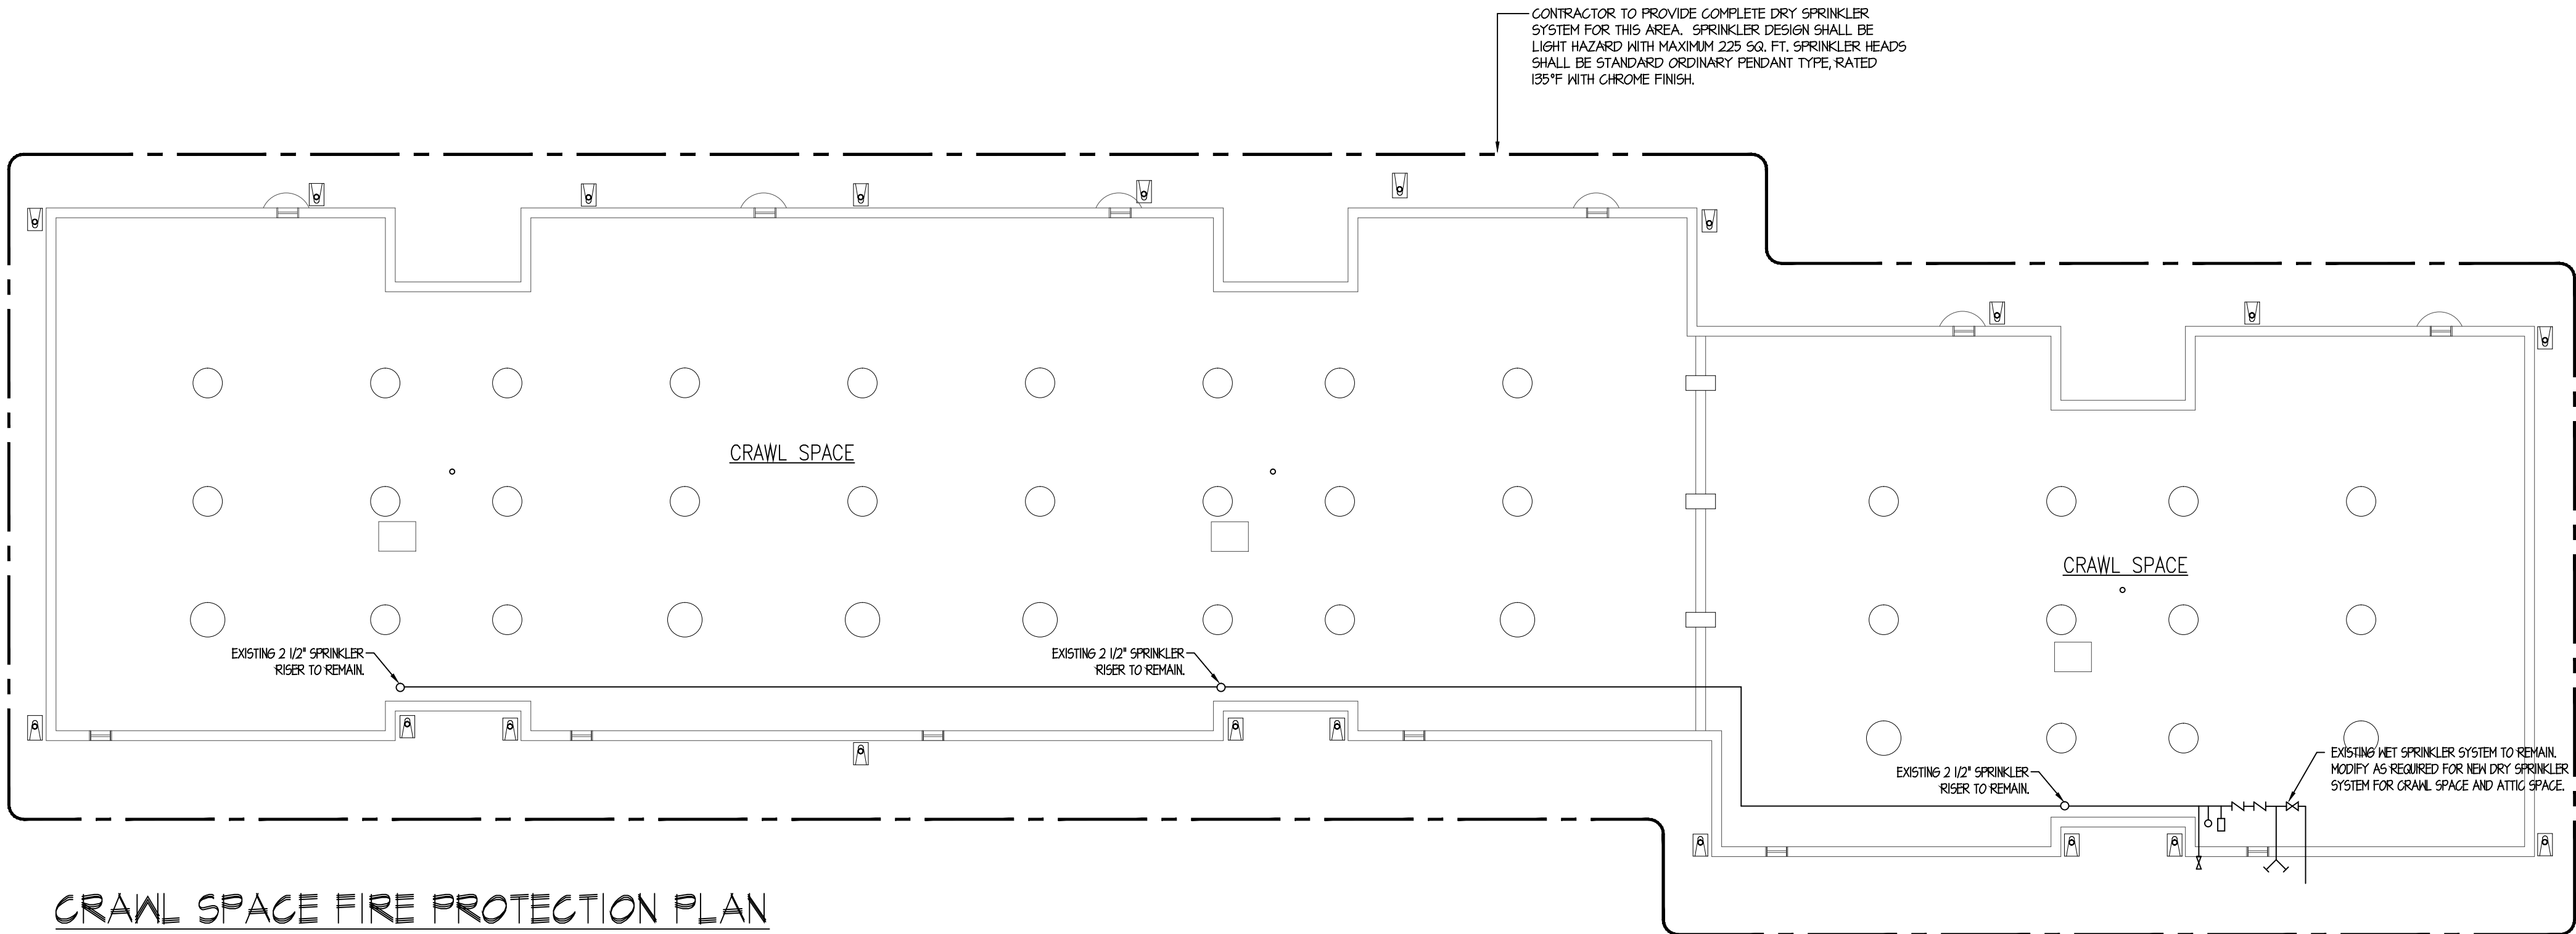 CONTRACTOR TO PROVIDE COMPLETE DRY SPRINKLER
SYSTEM FOR THIS AREA. SPRINKLER DESIGN SHALL BE
LIGHT HAZARD WITH MAXIMUM 225 SQ. FT. SPRINKLER HEADS
SHALL BE STANDARD ORDINARY PENDANT TYPE, RATED
135°F WITH CHROME FINISH.
CRAWL SPACE
CRAWL SPACE
EXISTING 2 1/2" SPRINKLER
RISER TO REMAIN.
EXISTING 2 1/2" SPRINKLER
RISER TO REMAIN.
EXISTING 2 1/2" SPRINKLER
RISER TO REMAIN.
EXISTING WET SPRINKLER SYSTEM TO REMAIN.
MODIFY AS REQUIRED FOR NEW DRY SPRINKLER
SYSTEM FOR CRAWL SPACE AND ATTIC SPACE.
CRAWL SPACE FIRE PROTECTION PLAN